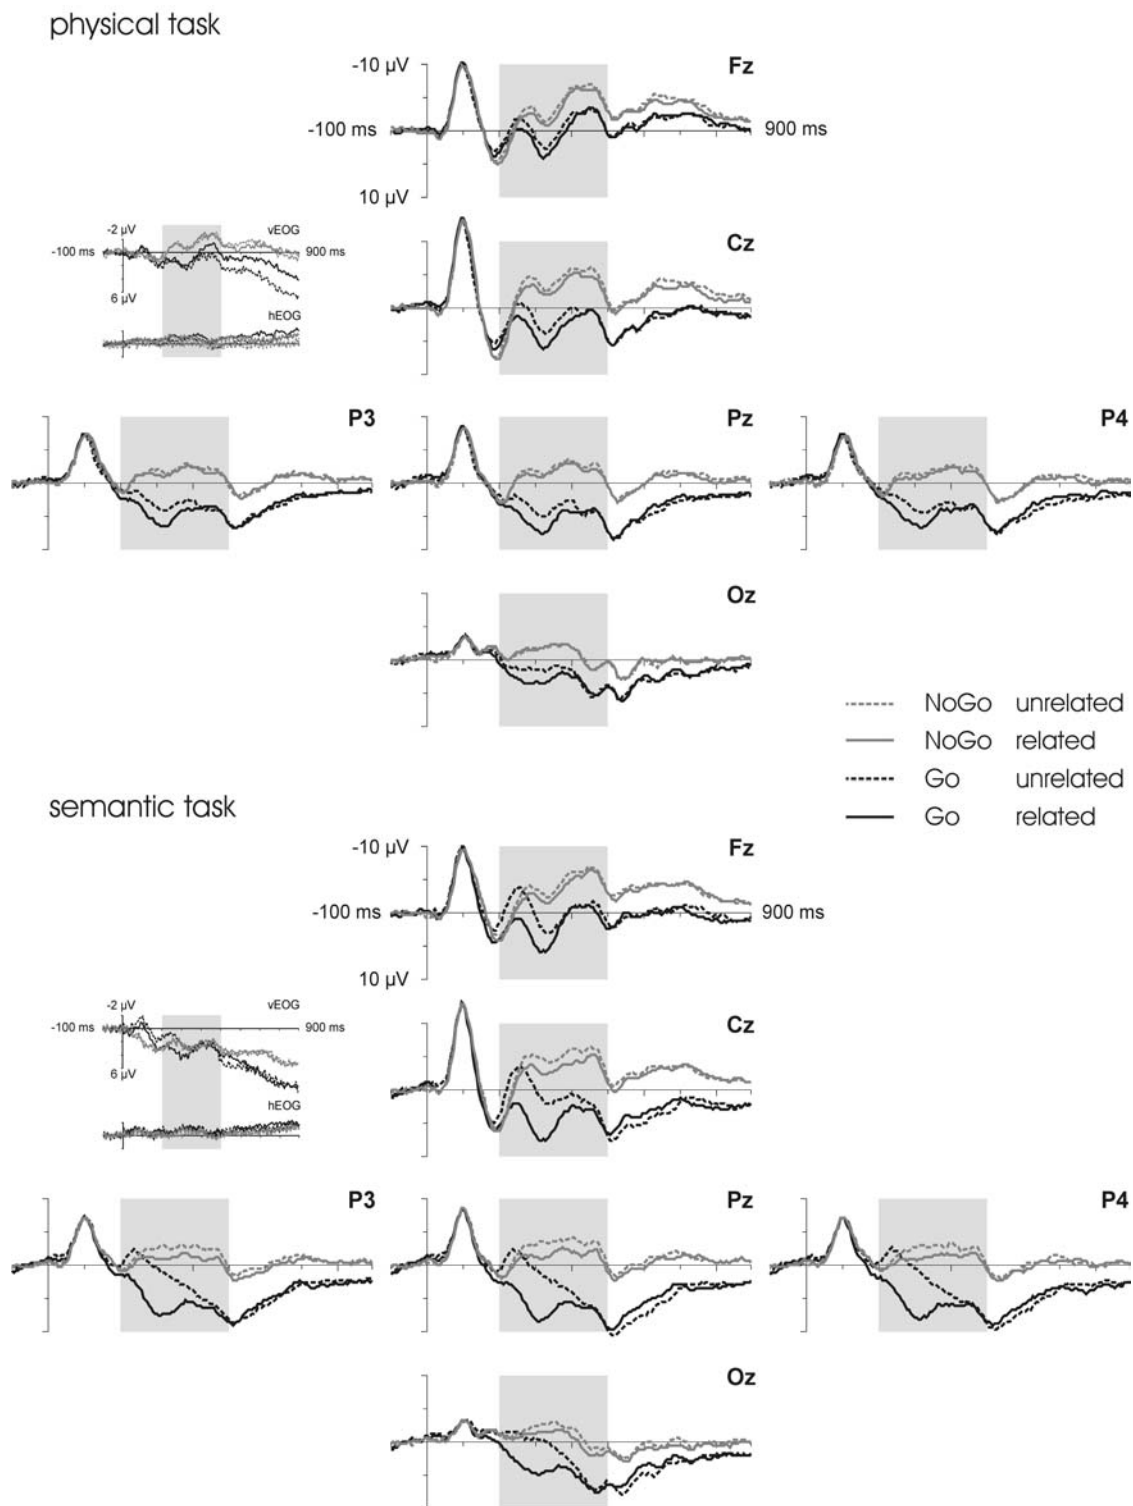 physical task
-10 µV
Fz
-100 ms
900 ms
10 µV
-2 µV
vEOG
-100 ms
900 ms
6 µV
hEOG
Cz
P3
Pz
P4
Oz
NoGo unrelated
NoGo related
Go unrelated
Go related
semantic task
-10 µV
Fz
-100 ms
900 ms
10 µV
-2 µV
vEOG
-100 ms
900 ms
6 µV
hEOG
Cz
P3
Pz
P4
Oz